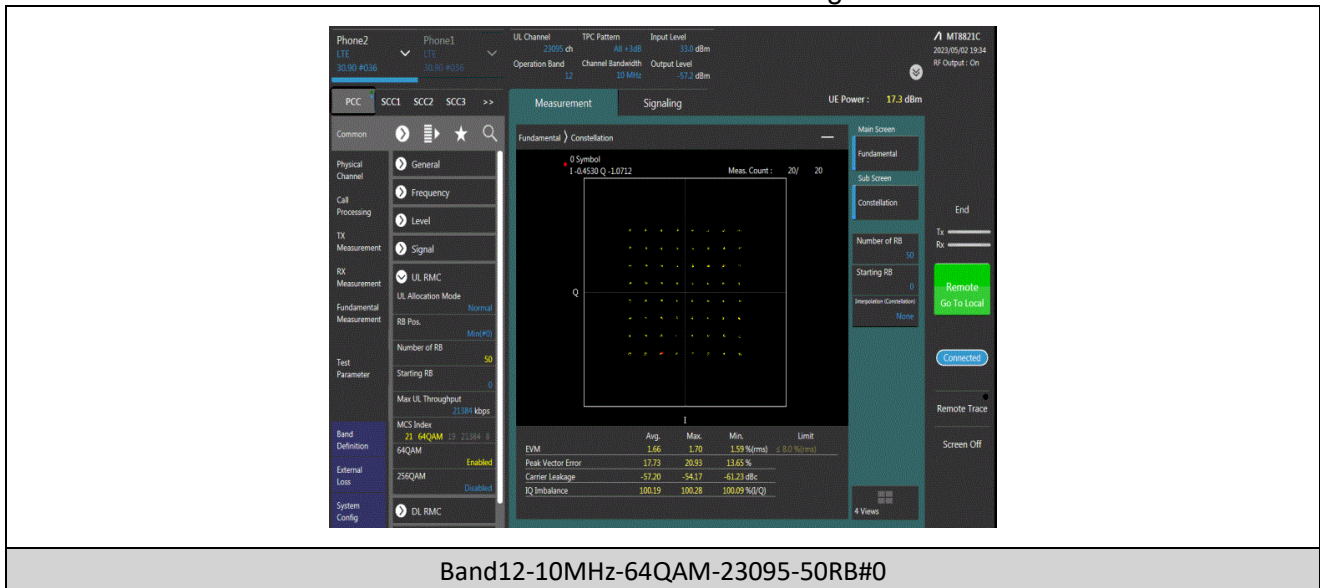 Phone2
LTE
30.90 #036
Phone1
LTE
30.90 #036
UL Channel TPC Pattern Input Level
23095 ch All +3dB 33.0 dBm
Operation Band Channel Bandwidth Output Level
12 10 MHz -57.2 dBm
MT8821C
2023/05/02 19:34
RF Output : On
PCC SCC1 SCC2 SCC3 >>
Measurement Signaling UE Power : 17.3 dBm
Common
Physical
Channel
Call
Processing
TX
Measurement
RX
Measurement
Fundamental
Measurement
Test
Parameter
Band
Definition
External
Loss
System
Config
General
Frequency
Level
Signal
UL RMC
UL Allocation Mode
Normal
RB Pos.
Min(#0)
Number of RB
50
Starting RB
0
Max UL Throughput
21384 kbps
MCS Index
21 64QAM 19 21384 8
64QAM
Enabled
256QAM
Disabled
DL RMC
Fundamental Constellation
0 Symbol
I -0.4530 Q -1.0712 Meas. Count : 20/ 20
Q
I
Avg. Max. Min. Limit
EVM 1.66 1.70 1.59 %(rms) ≤ 8.0 %(rms)
Peak Vector Error 17.73 20.93 13.65 %
Carrier Leakage -57.20 -54.17 -61.23 dBc
IQ Imbalance 100.19 100.28 100.09 %(I/Q)
Main Screen
Fundamental
Sub Screen
Constellation
Number of RB
50
Starting RB
0
Interpolation (Constellation)
None
4 Views
End
Tx
Rx
Remote
Go To Local
Connected
Remote Trace
Screen Off
Band12-10MHz-64QAM-23095-50RB#0